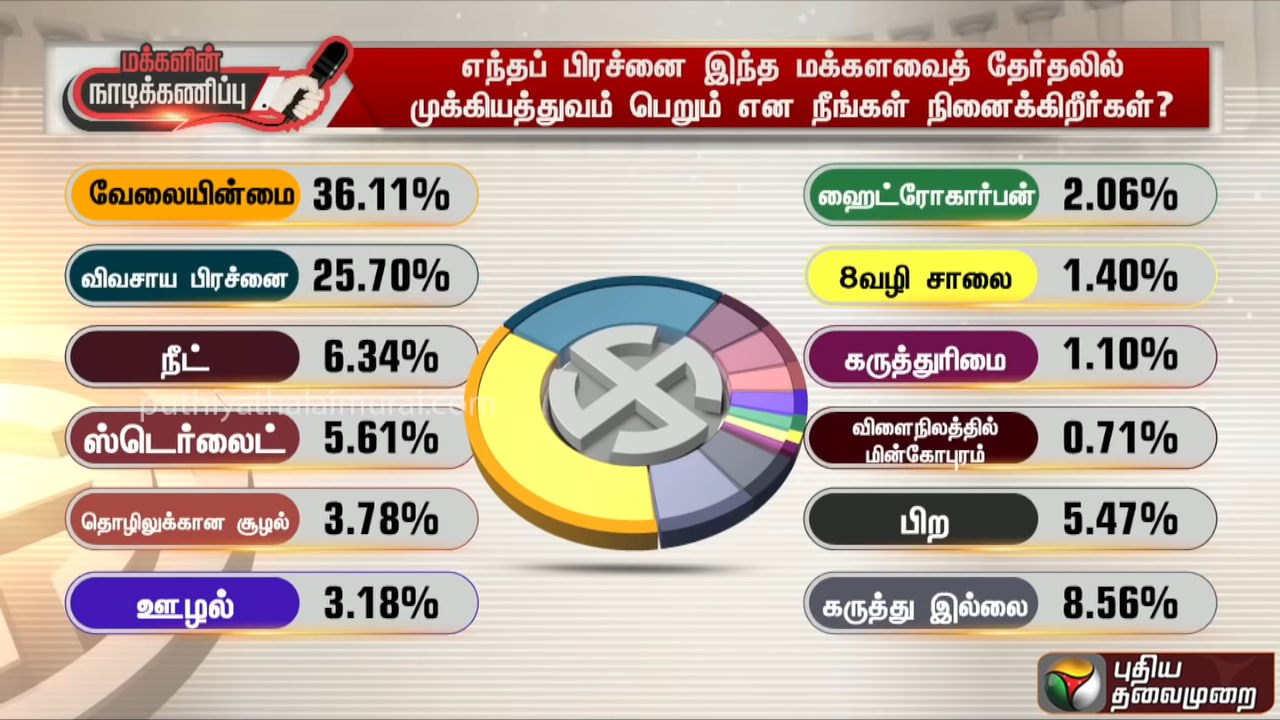 மக்களின்
நாடிக்கணிப்பு
எந்தப் பிரச்னை இந்த மக்களவைத் தேர்தலில்
முக்கியத்துவம் பெறும் என நீங்கள் நினைக்கிறீர்கள்?
வேலையின்மை 36.11%
விவசாய பிரச்னை 25.70%
நீட் 6.34%
ஸ்டெர்லைட் 5.61%
தொழிலுக்கான சூழல் 3.78%
ஊழல் 3.18%
ஹைட்ரோகார்பன் 2.06%
8வழி சாலை 1.40%
கருத்துரிமை 1.10%
விளைநிலத்தில்
மின்கோபுரம் 0.71%
பிற 5.47%
கருத்து இல்லை 8.56%
puthiyathalaimurai.com
புதிய
தலைமுறை